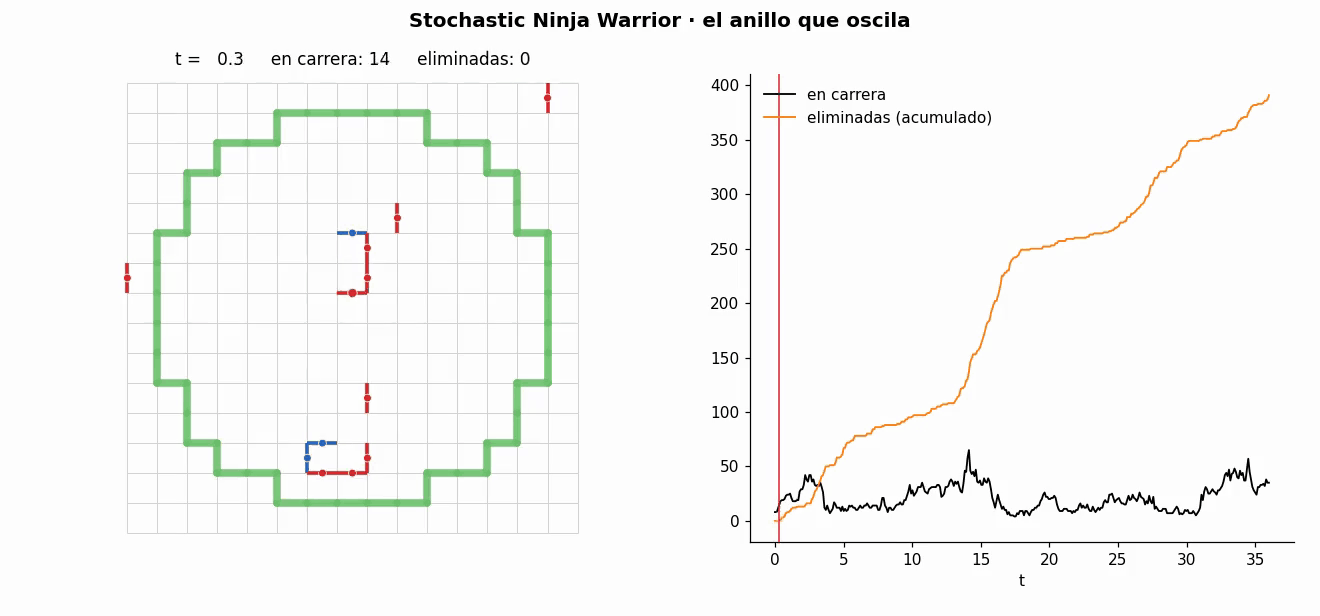 Stochastic Ninja Warrior · el anillo que oscila
t =   0.3     en carrera: 14     eliminadas: 0
en carrera
eliminadas (acumulado)
400
350
300
250
200
150
100
50
0
0 5 10 15 20 25 30 35
t